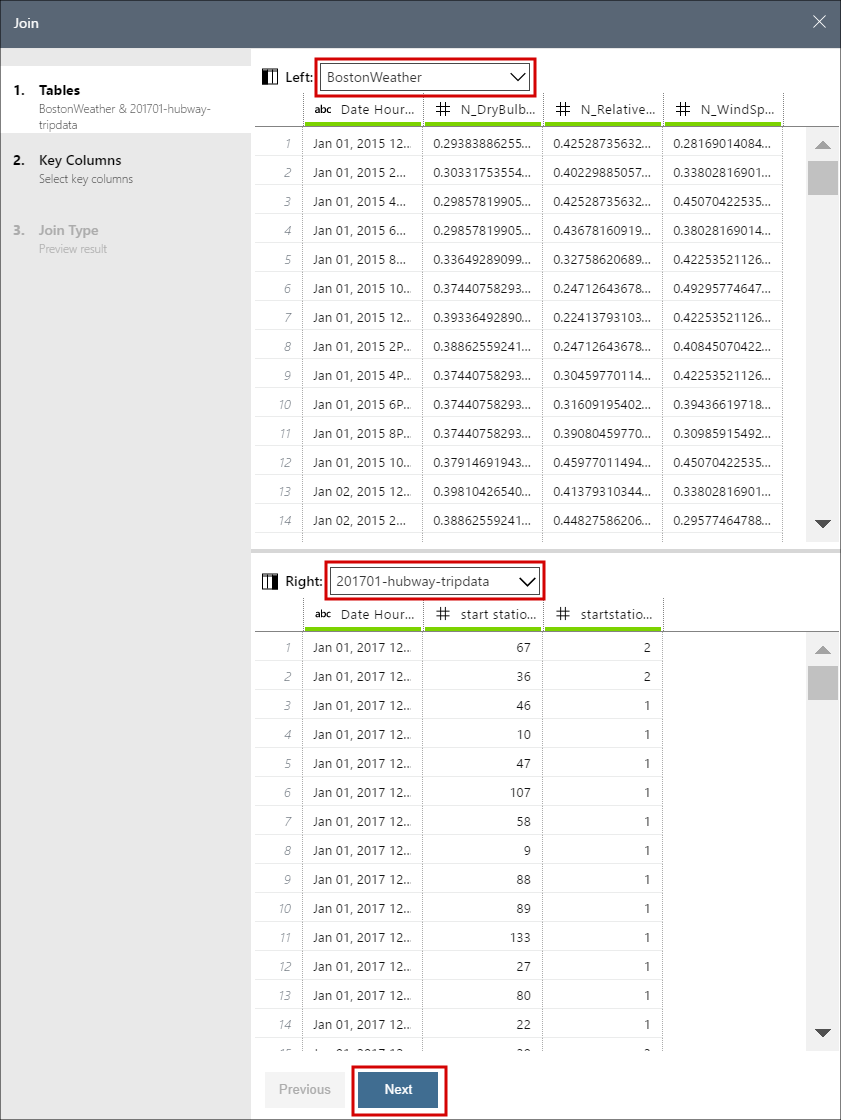 Join
1. Tables
BostonWeather & 201701-hubway-
tripdata
2. Key Columns
Select key columns
3. Join Type
Preview result
Left: BostonWeather
abc Date Hour... N_DryBulb... N_Relative... N_WindSp...
1 Jan 01, 2015 12... 0.29383886255... 0.42528735632... 0.28169014084...
2 Jan 01, 2015 2... 0.30331753554... 0.40229885057... 0.33802816901...
3 Jan 01, 2015 4... 0.29857819905... 0.42528735632... 0.45070422535...
4 Jan 01, 2015 6... 0.29857819905... 0.43678160919... 0.38028169014...
5 Jan 01, 2015 8... 0.33649289099... 0.32758620689... 0.42253521126...
6 Jan 01, 2015 10... 0.37440758293... 0.24712643678... 0.49295774647...
7 Jan 01, 2015 12... 0.39336492890... 0.22413793103... 0.42253521126...
8 Jan 01, 2015 2P... 0.38862559241... 0.24712643678... 0.40845070422...
9 Jan 01, 2015 4P... 0.37440758293... 0.30459770114... 0.42253521126...
10 Jan 01, 2015 6P... 0.37440758293... 0.31609195402... 0.39436619718...
11 Jan 01, 2015 8P... 0.37440758293... 0.39080459770... 0.30985915492...
12 Jan 01, 2015 10... 0.37914691943... 0.45977011494... 0.45070422535...
13 Jan 02, 2015 12... 0.39810426540... 0.41379310344... 0.33802816901...
14 Jan 02, 2015 2... 0.38862559241... 0.44827586206... 0.29577464788...
Right: 201701-hubway-tripdata
abc Date Hour... start statio... startstatio...
1 Jan 01, 2017 12... 67 2
2 Jan 01, 2017 12... 36 2
3 Jan 01, 2017 12... 46 1
4 Jan 01, 2017 12... 10 1
5 Jan 01, 2017 12... 47 1
6 Jan 01, 2017 12... 107 1
7 Jan 01, 2017 12... 58 1
8 Jan 01, 2017 12... 9 1
9 Jan 01, 2017 12... 88 1
10 Jan 01, 2017 12... 89 1
11 Jan 01, 2017 12... 133 1
12 Jan 01, 2017 12... 27 1
13 Jan 01, 2017 12... 80 1
14 Jan 01, 2017 12... 22 1
Previous Next